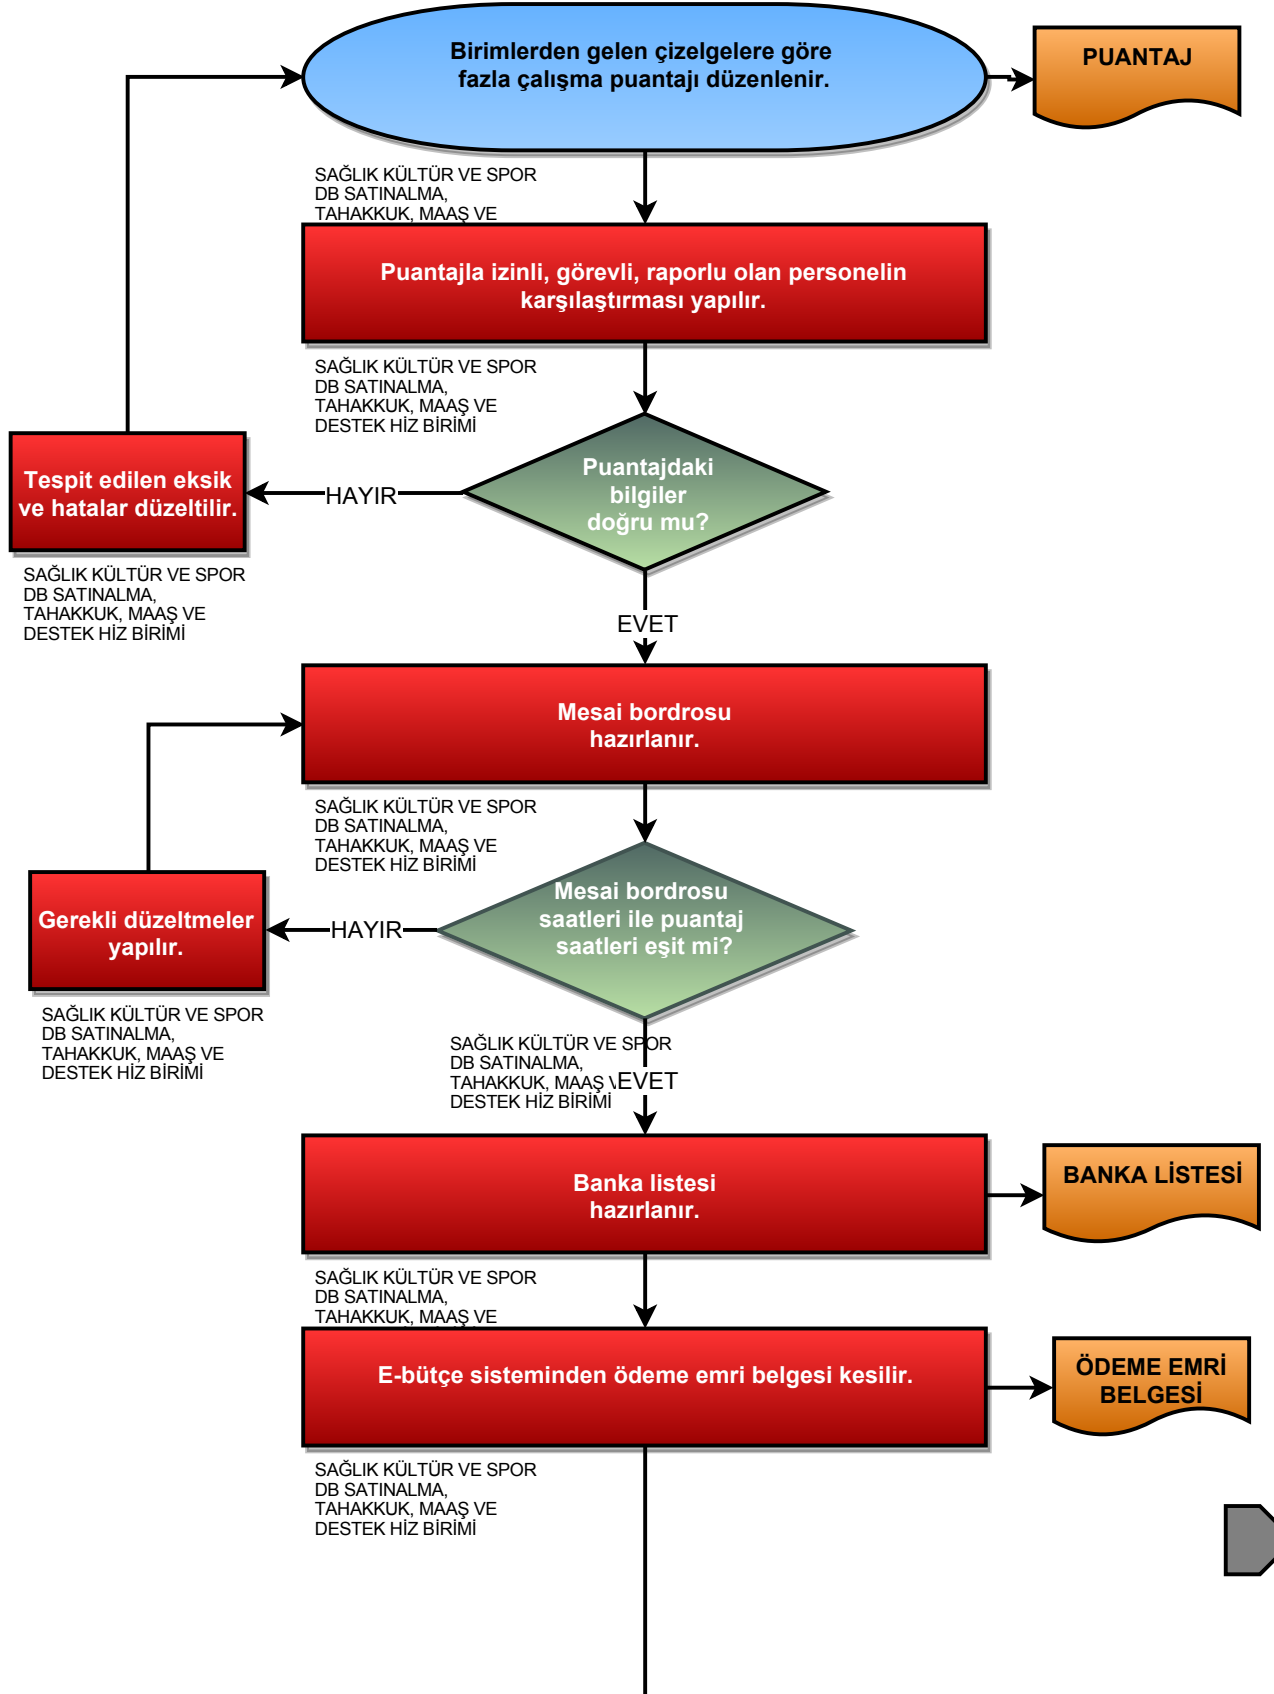 Birimlerden gelen çizelgelere göre
fazla çalışma puantajı düzenlenir.
PUANTAJ
SAĞLIK KÜLTÜR VE SPOR
DB SATINALMA,
TAHAKKUK, MAAŞ VE
Puantajla izinli, görevli, raporlu olan personelin
karşılaştırması yapılır.
SAĞLIK KÜLTÜR VE SPOR
DB SATINALMA,
TAHAKKUK, MAAŞ VE
DESTEK HİZ BİRİMİ
Puantajdaki
bilgiler
doğru mu?
HAYIR
Tespit edilen eksik
ve hatalar düzeltilir.
SAĞLIK KÜLTÜR VE SPOR
DB SATINALMA,
TAHAKKUK, MAAŞ VE
DESTEK HİZ BİRİMİ
EVET
Mesai bordrosu
hazırlanır.
SAĞLIK KÜLTÜR VE SPOR
DB SATINALMA,
TAHAKKUK, MAAŞ VE
DESTEK HİZ BİRİMİ
Mesai bordrosu
saatleri ile puantaj
saatleri eşit mi?
HAYIR
Gerekli düzeltmeler
yapılır.
SAĞLIK KÜLTÜR VE SPOR
DB SATINALMA,
TAHAKKUK, MAAŞ VE
DESTEK HİZ BİRİMİ
SAĞLIK KÜLTÜR VE SPOR
DB SATINALMA,
TAHAKKUK, MAAŞ
DESTEK HİZ BİRİMİ
EVET
Banka listesi
hazırlanır.
BANKA LİSTESİ
SAĞLIK KÜLTÜR VE SPOR
DB SATINALMA,
TAHAKKUK, MAAŞ VE
E-bütçe sisteminden ödeme emri belgesi kesilir.
ÖDEME EMRİ
BELGESİ
SAĞLIK KÜLTÜR VE SPOR
DB SATINALMA,
TAHAKKUK, MAAŞ VE
DESTEK HİZ BİRİMİ